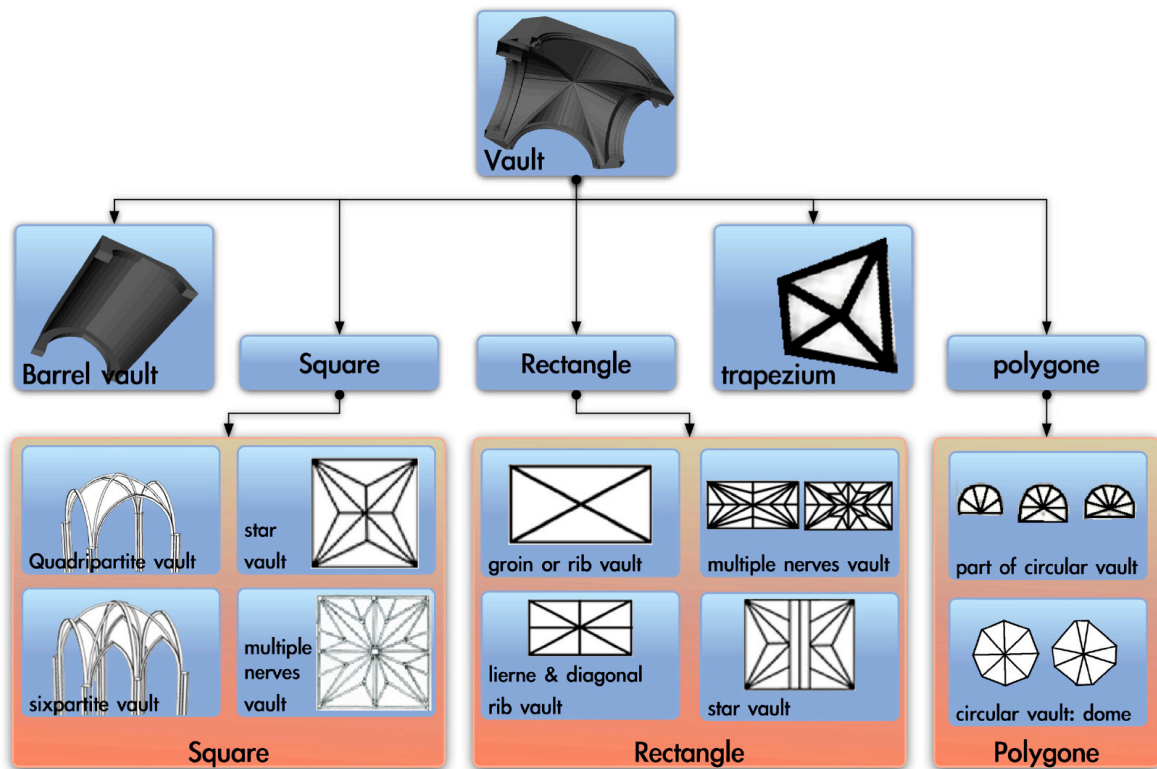 Vault
Barrel vault
Square
Rectangle
trapezium
polygone
Quadripartite vault
star
vault
sixpartite vault
multiple
nerves
vault
Square
groin or rib vault
multiple nerves vault
lierne & diagonal
rib vault
star vault
Rectangle
part of circular vault
circular vault: dome
Polygone